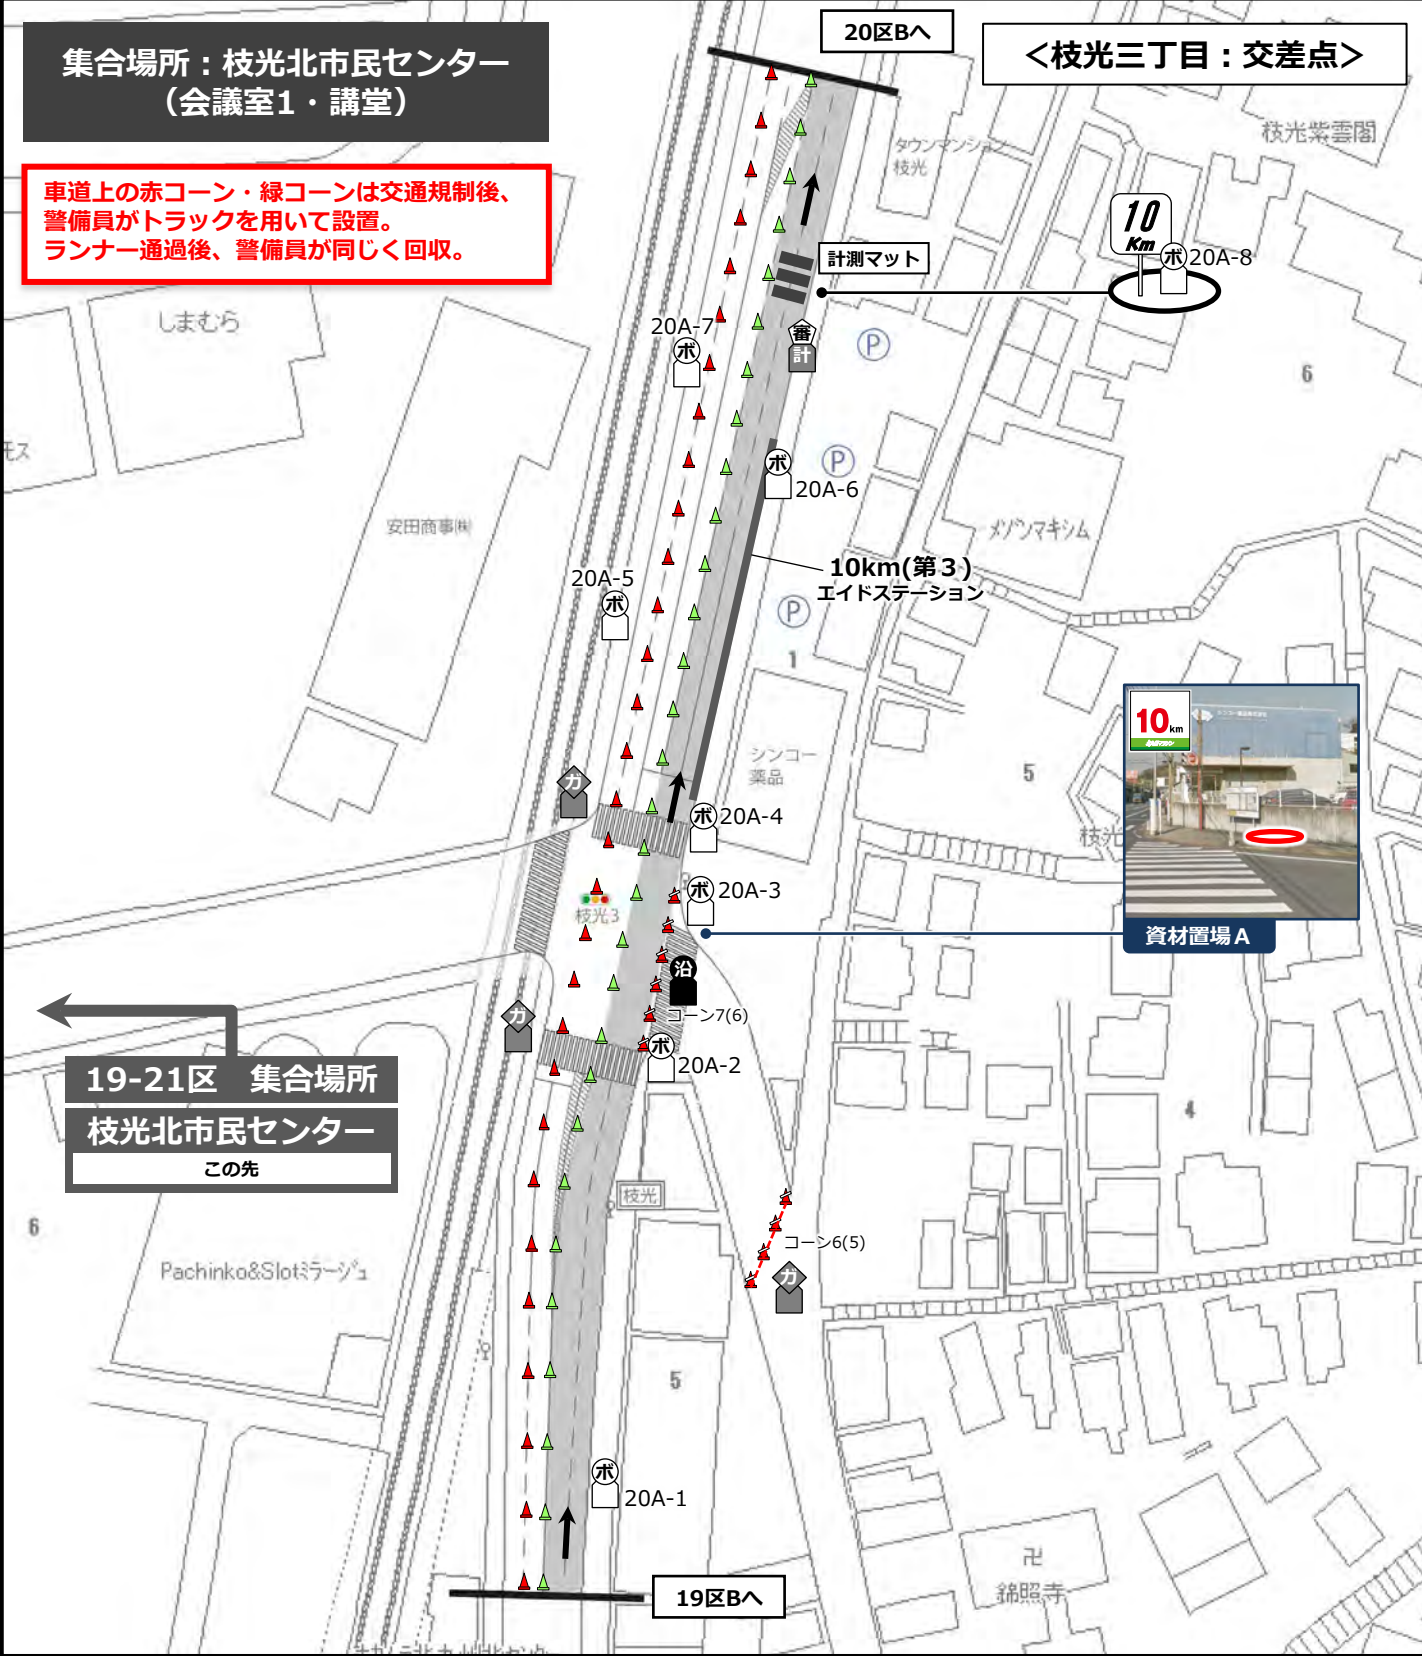 20区Bへ
集合場所：枝光北市民センター
（会議室1・講堂）
＜枝光三丁目：交差点＞
車道上の赤コーン・緑コーンは交通規制後、
警備員がトラックを用いて設置。
ランナー通過後、警備員が同じく回収。
枝光紫雲閣
タウンマンション
枝光
10
Km
ボ
20A-8
計測マット
しまむら
20A-7
ボ
審
計
P
6
モス
ボ
20A-6
P
安田商事㈱
メゾンマキシム
10km(第３)
エイドステーション
20A-5
ボ
P
1
シンコー
薬品
5
10km
ガ
ボ
20A-4
枝光
ボ
20A-3
枝光3
資材置場Ａ
沿
コーン7(6)
ガ
ボ
20A-2
19-21区　集合場所
枝光北市民センター
この先
4
枝光
6
コーン6(5)
ガ
Pachinko&Slotミラージュ
5
ボ
20A-1
卍
錦照寺
19区Bへ